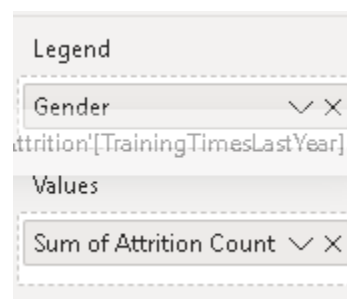 Legend
Gender
ttrition'[TrainingTimesLastYear]
Values
Sum of Attrition Count